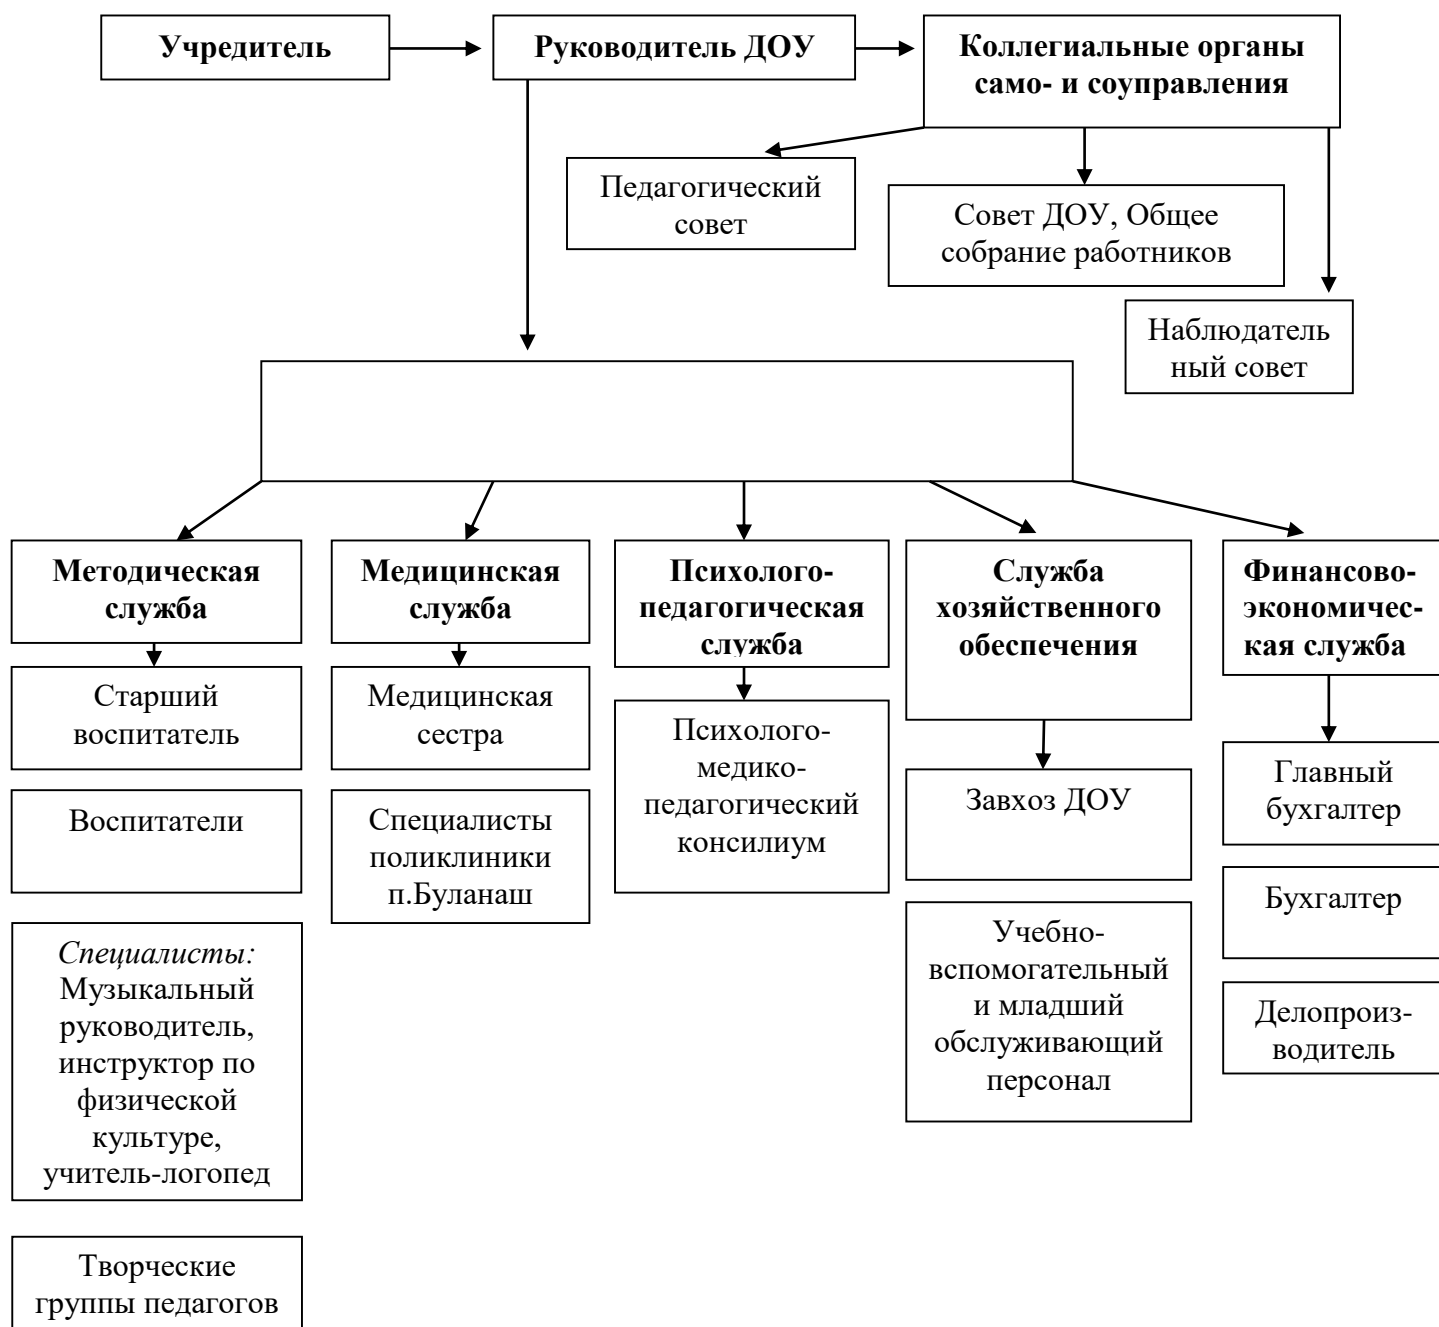 Учредитель
Руководитель ДОУ
Коллегиальные органы
само- и соуправления
Педагогический
совет
Совет ДОУ, Общее
собрание работников
Наблюдатель
ный совет
Методическая
служба
Медицинская
служба
Психолого-
педагогическая
служба
Служба
хозяйственного
обеспечения
Финансово-
экономичес-
кая служба
Старший
воспитатель
Воспитатели
Специалисты:
Музыкальный
руководитель,
инструктор по
физической
культуре,
учитель-логопед
Творческие
группы педагогов
Медицинская
сестра
Специалисты
поликлиники
п.Буланаш
Психолого-
медико-
педагогический
консилиум
Завхоз ДОУ
Учебно-
вспомогательный
и младший
обслуживающий
персонал
Главный
бухгалтер
Бухгалтер
Делопроиз-
водитель